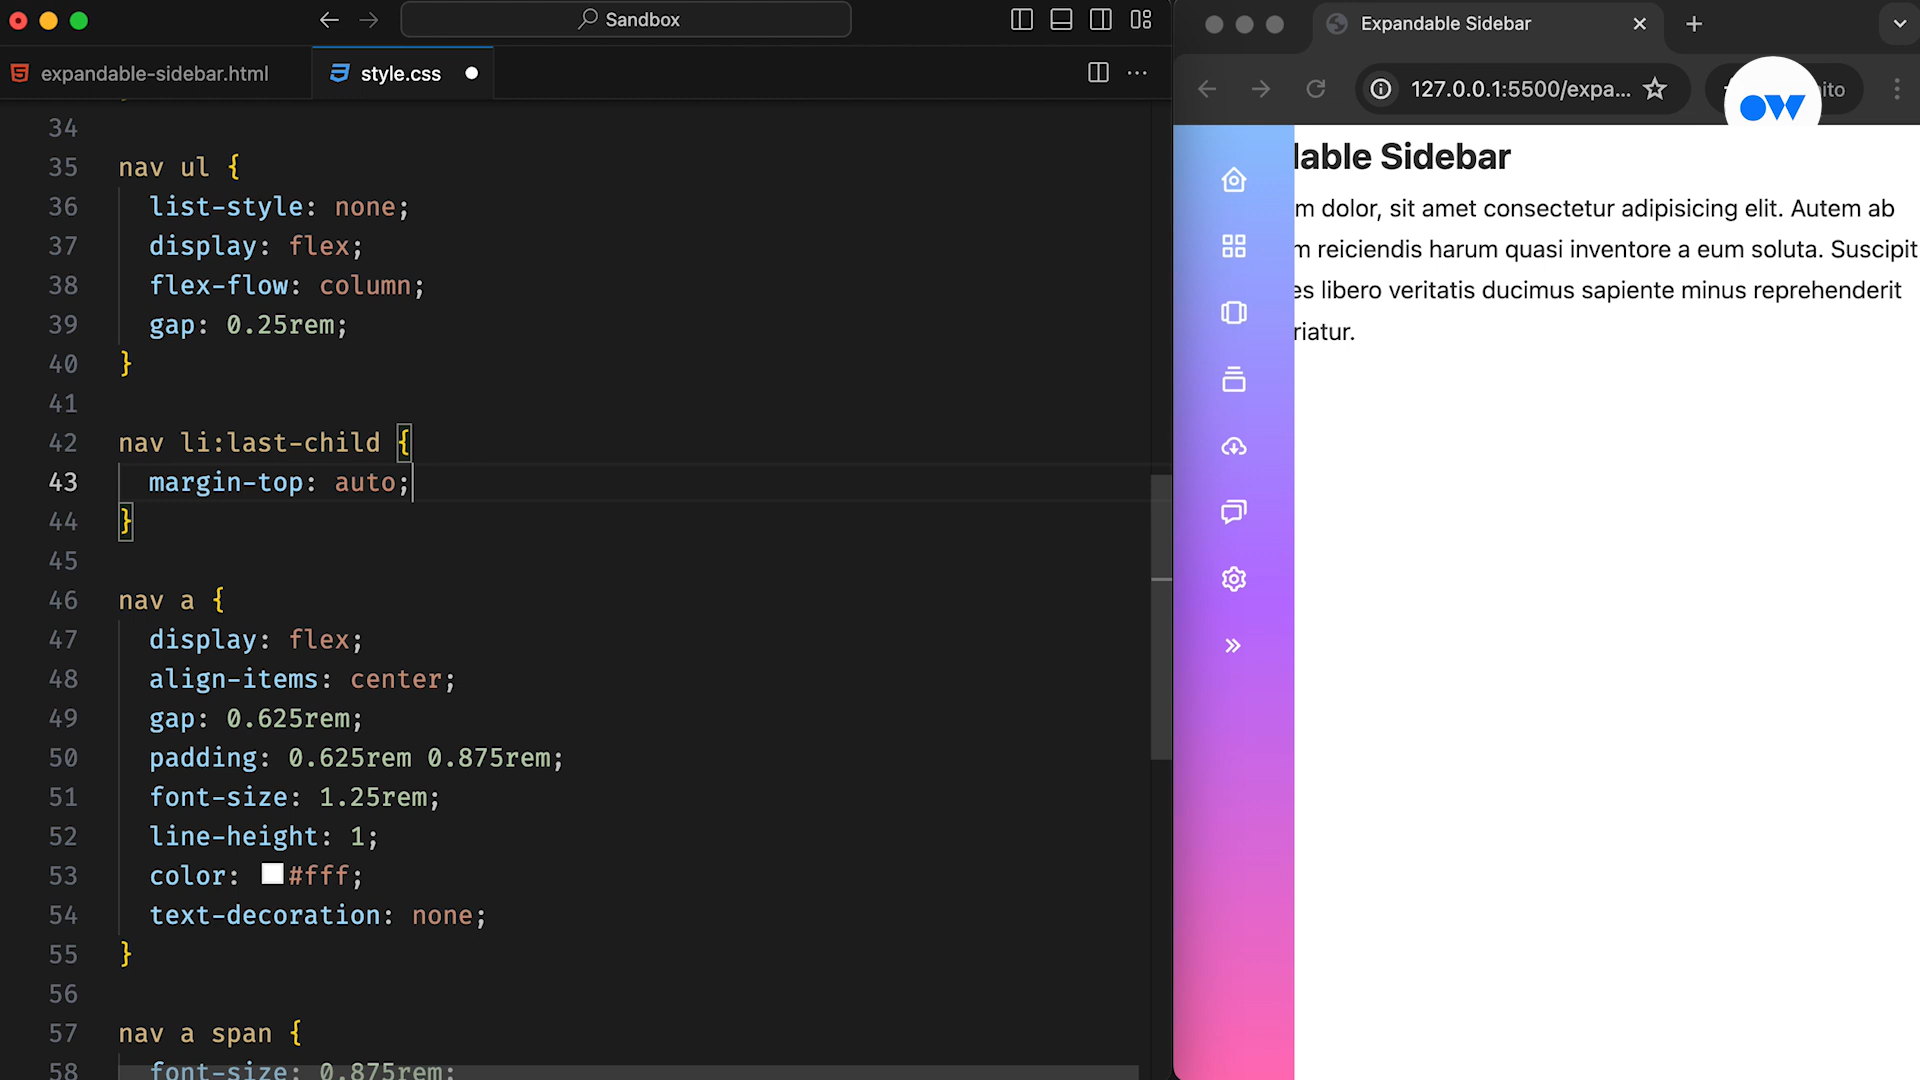 Sandbox
expandable-sidebar.html
style.css
34
35 nav ul {
36 list-style: none;
37 display: flex;
38 flex-flow: column;
39 gap: 0.25rem;
40 }
41
42 nav li:last-child {
43 margin-top: auto;
44 }
45
46 nav a {
47 display: flex;
48 align-items: center;
49 gap: 0.625rem;
50 padding: 0.625rem 0.875rem;
51 font-size: 1.25rem;
52 line-height: 1;
53 color: #fff;
54 text-decoration: none;
55 }
56
57 nav a span {
58 font-size: 0.875rem;
Expandable Sidebar
127.0.0.1:5500/expa...
ito
OW
lable Sidebar
m dolor, sit amet consectetur adipisicing elit. Autem ab
m reiciendis harum quasi inventore a eum soluta. Suscipit
es libero veritatis ducimus sapiente minus reprehenderit
riatur.